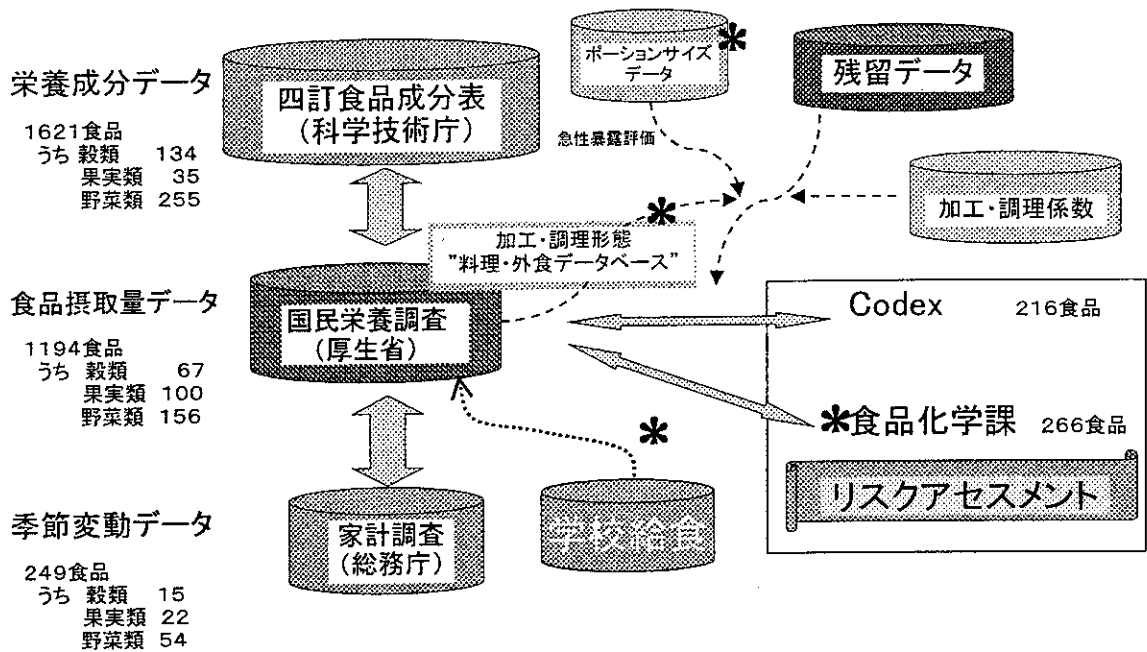 栄養成分データ
1621食品
うち 穀類 134
果実類 35
野菜類 255
四訂食品成分表
(科学技術庁)
ポーションサイズ
データ
*
残留データ
急性暴露評価
加工・調理係数
*
加工・調理形態
"料理・外食データベース"
食品摂取量データ
1194食品
うち 穀類 67
果実類 100
野菜類 156
国民栄養調査
(厚生省)
Codex 216食品
*食品化学課 266食品
リスクアセスメント
*
季節変動データ
249食品
うち 穀類 15
果実類 22
野菜類 54
家計調査
(総務庁)
学校給食